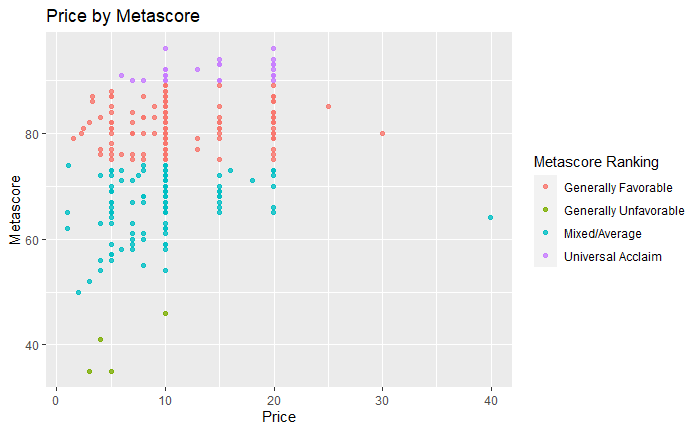 Price by Metascore
Metascore
80
60
40
0
10
20
30
40
Price
Metascore Ranking
Generally Favorable
Generally Unfavorable
Mixed/Average
Universal Acclaim